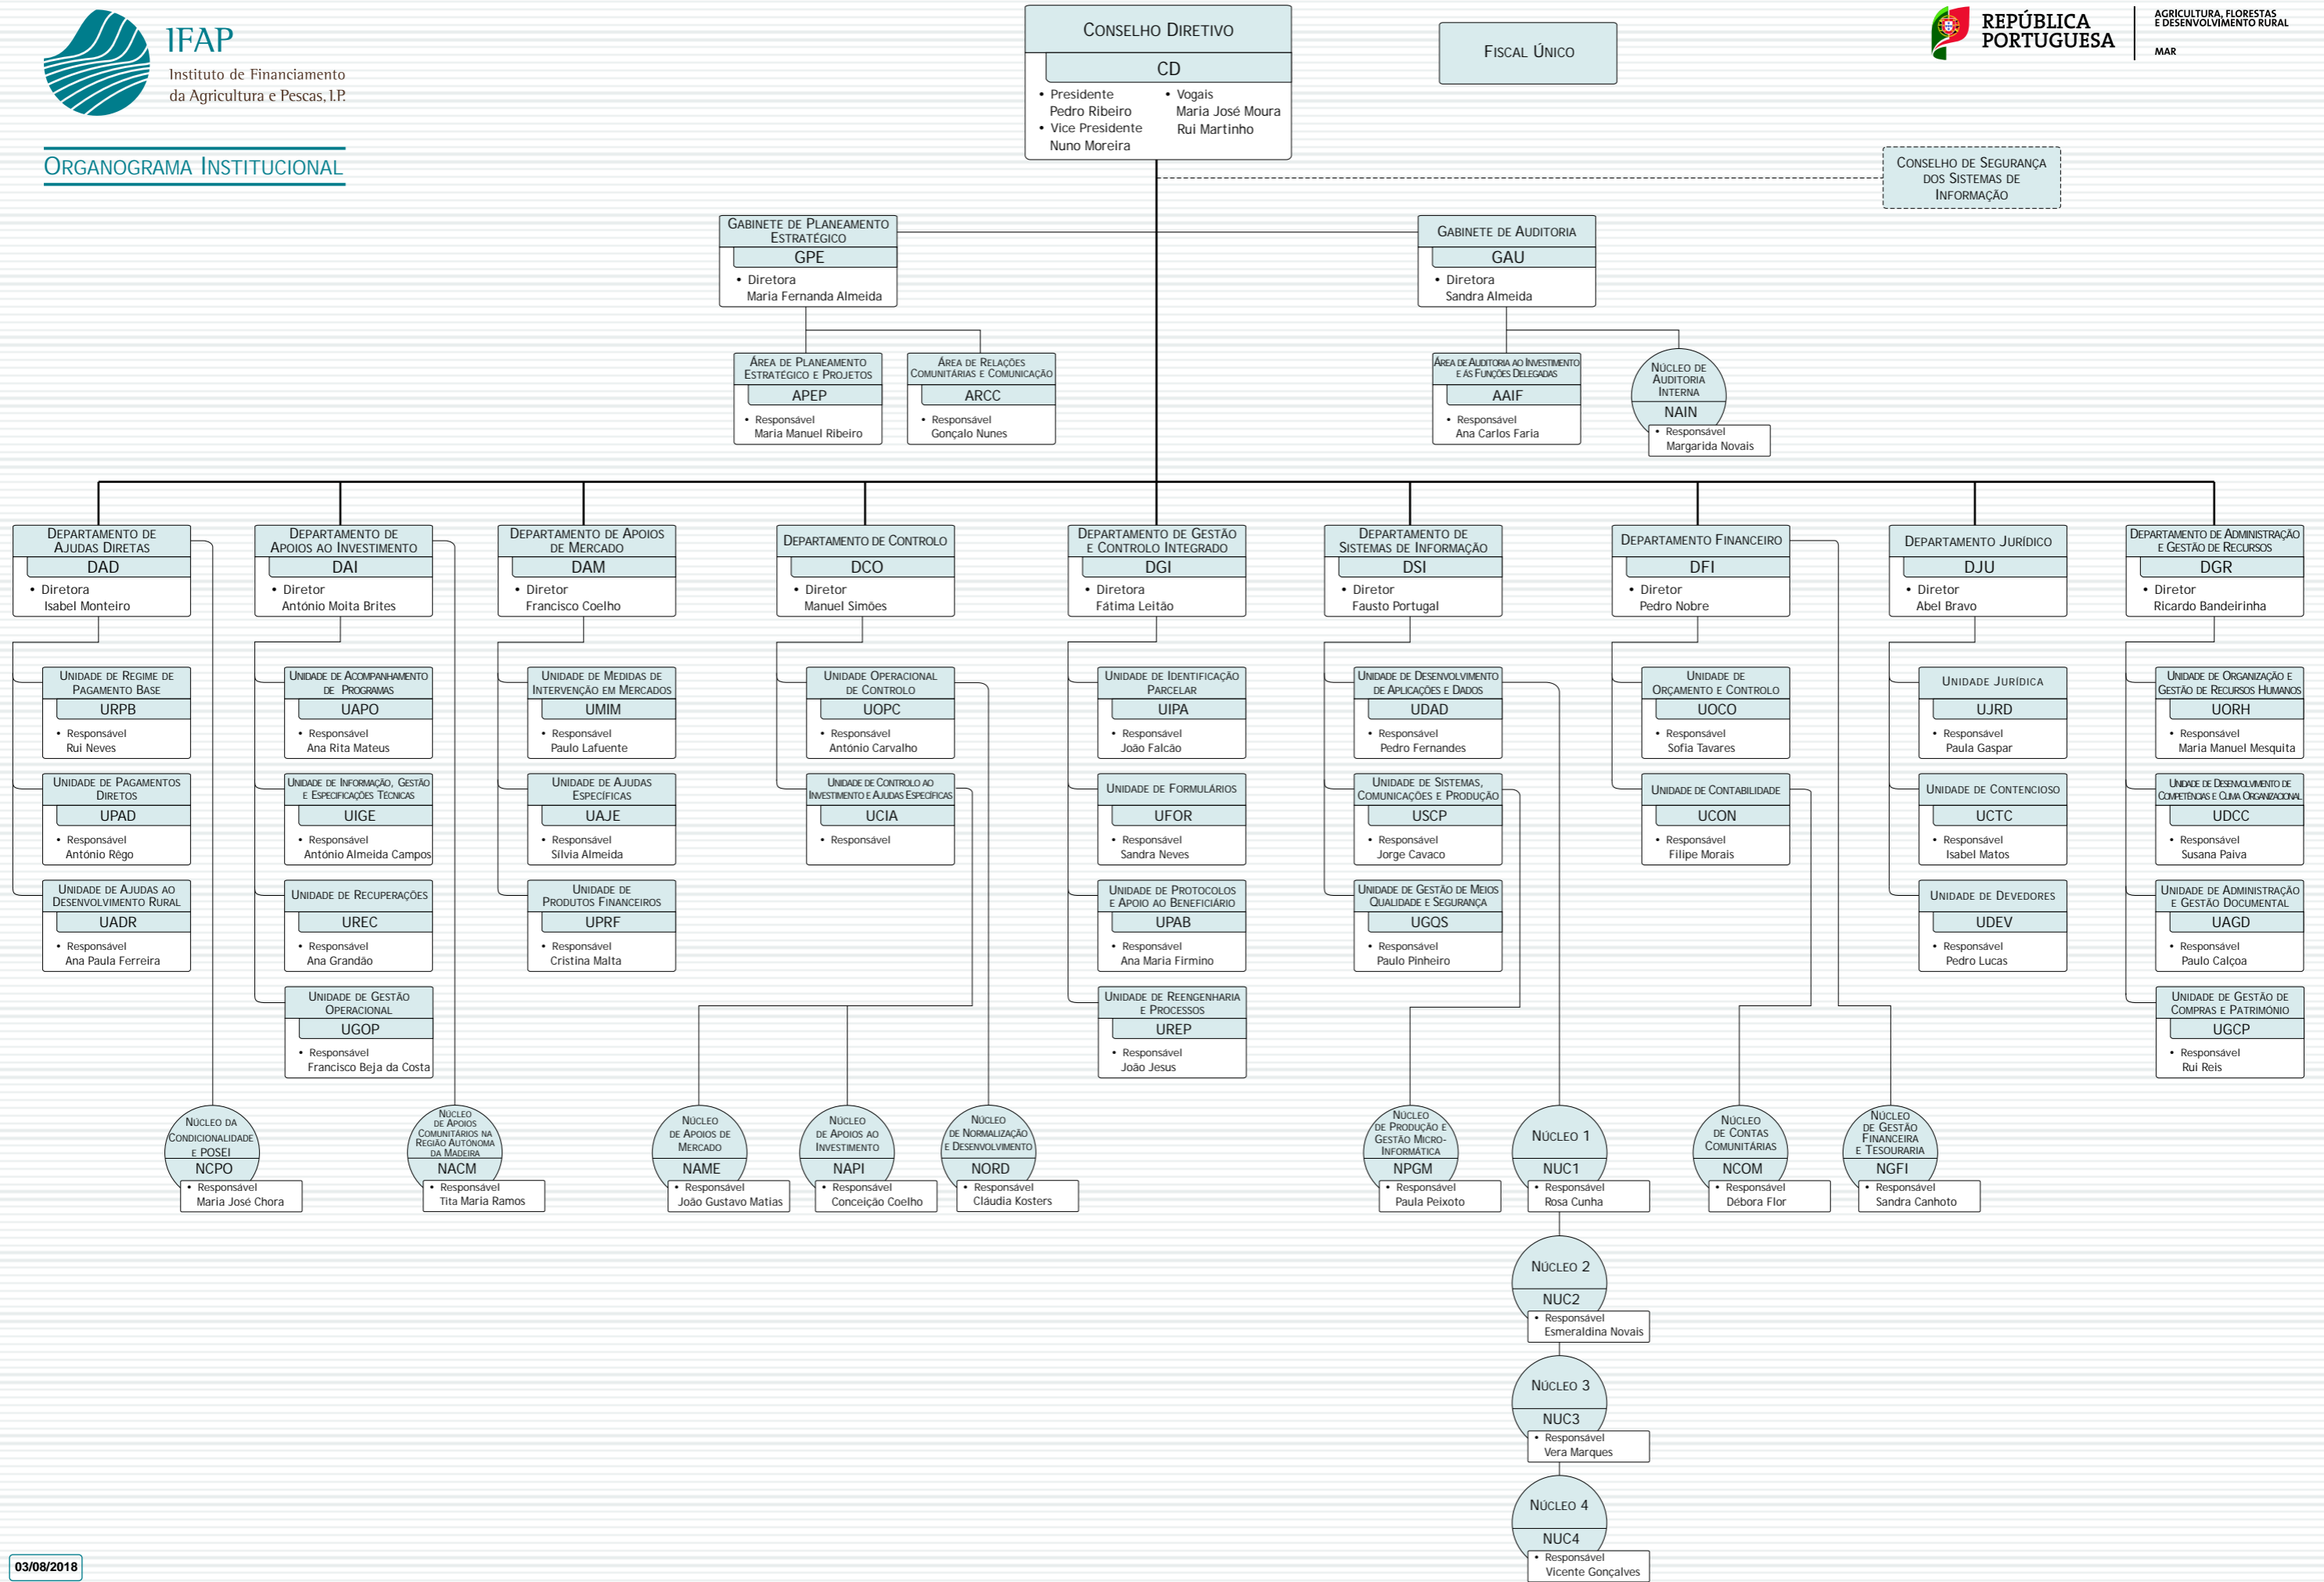 IFAP
Instituto de Financiamento
da Agricultura e Pescas, I.P.
ORGANOGRAMA INSTITUCIONAL
CONSELHO DIRETIVO
CD
• Presidente
Pedro Ribeiro
• Vice Presidente
Nuno Moreira
• Vogais
Maria José Moura
Rui Martinho
FISCAL ÚNICO
REPÚBLICA
PORTUGUESA
AGRICULTURA, FLORESTAS
E DESENVOLVIMENTO RURAL
MAR
CONSELHO DE SEGURANÇA
DOS SISTEMAS DE
INFORMAÇÃO
GABINETE DE PLANEAMENTO
ESTRATÉGICO
GPE
• Diretora
Maria Fernanda Almeida
GABINETE DE AUDITORIA
GAU
• Diretora
Sandra Almeida
ÁREA DE PLANEAMENTO
ESTRATÉGICO E PROJETOS
APEP
• Responsável
Maria Manuel Ribeiro
ÁREA DE RELAÇÕES
COMUNITÁRIAS E COMUNICAÇÃO
ARCC
• Responsável
Gonçalo Nunes
ÁREA DE AUDITORIA AO INVESTIMENTO
E ÁS FUNÇÕES DELEGADAS
AAIF
• Responsável
Ana Carlos Faria
NÚCLEO DE
AUDITORIA
INTERNA
NAIN
• Responsável
Margarida Novais
DEPARTAMENTO DE
AJUDAS DIRETAS
DAD
• Diretora
Isabel Monteiro
DEPARTAMENTO DE
APOIOS AO INVESTIMENTO
DAI
• Diretor
António Moita Brites
DEPARTAMENTO DE APOIOS
DE MERCADO
DAM
• Diretor
Francisco Coelho
DEPARTAMENTO DE CONTROLO
DCO
• Diretor
Manuel Simões
DEPARTAMENTO DE GESTÃO
E CONTROLO INTEGRADO
DGI
• Diretora
Fátima Leitão
DEPARTAMENTO DE
SISTEMAS DE INFORMAÇÃO
DSI
• Diretor
Fausto Portugal
DEPARTAMENTO FINANCEIRO
DFI
• Diretor
Pedro Nobre
DEPARTAMENTO JURÍDICO
DJU
• Diretor
Abel Bravo
DEPARTAMENTO DE ADMINISTRAÇÃO
E GESTÃO DE RECURSOS
DGR
• Diretor
Ricardo Bandeirinha
UNIDADE DE REGIME DE
PAGAMENTO BASE
URPB
• Responsável
Rui Neves
UNIDADE DE ACOMPANHAMENTO
DE PROGRAMAS
UAPO
• Responsável
Ana Rita Mateus
UNIDADE DE MEDIDAS DE
INTERVENÇÃO EM MERCADOS
UMIM
• Responsável
Paulo Lafuente
UNIDADE OPERACIONAL
DE CONTROLO
UOPC
• Responsável
António Carvalho
UNIDADE DE IDENTIFICAÇÃO
PARCELAR
UIPA
• Responsável
João Falcão
UNIDADE DE DESENVOLVIMENTO
DE APLICAÇÕES E DADOS
UDAD
• Responsável
Pedro Fernandes
UNIDADE DE
ORÇAMENTO E CONTROLO
UOCO
• Responsável
Sofia Tavares
UNIDADE JURÍDICA
UJRD
• Responsável
Paula Gaspar
UNIDADE DE ORGANIZAÇÃO E
GESTÃO DE RECURSOS HUMANOS
UORH
• Responsável
Maria Manuel Mesquita
UNIDADE DE PAGAMENTOS
DIRETOS
UPAD
• Responsável
António Rêgo
UNIDADE DE INFORMAÇÃO, GESTÃO
E ESPECIFICAÇÕES TÉCNICAS
UIGE
• Responsável
António Almeida Campos
UNIDADE DE AJUDAS
ESPECÍFICAS
UAJE
• Responsável
Sílvia Almeida
UNIDADE DE CONTROLO AO
INVESTIMENTO E AJUDAS ESPECÍFICAS
UCIA
• Responsável
UNIDADE DE FORMULÁRIOS
UFOR
• Responsável
Sandra Neves
UNIDADE DE SISTEMAS,
COMUNICAÇÕES E PRODUÇÃO
USCP
• Responsável
Jorge Cavaco
UNIDADE DE CONTABILIDADE
UCON
• Responsável
Filipe Morais
UNIDADE DE CONTENCIOSO
UCTC
• Responsável
Isabel Matos
UNIDADE DE DESENVOLVIMENTO DE
COMPETÊNCIAS E CLIMA ORGANIZACIONAL
UDCC
• Responsável
Susana Paiva
UNIDADE DE AJUDAS AO
DESENVOLVIMENTO RURAL
UADR
• Responsável
Ana Paula Ferreira
UNIDADE DE RECUPERAÇÕES
UREC
• Responsável
Ana Grandão
UNIDADE DE
PRODUTOS FINANCEIROS
UPRF
• Responsável
Cristina Malta
UNIDADE DE PROTOCOLOS
E APOIO AO BENEFICIÁRIO
UPAB
• Responsável
Ana Maria Firmino
UNIDADE DE GESTÃO DE MEIOS
QUALIDADE E SEGURANÇA
UGQS
• Responsável
Paulo Pinheiro
UNIDADE DE DEVEDORES
UDEV
• Responsável
Pedro Lucas
UNIDADE DE ADMINISTRAÇÃO
E GESTÃO DOCUMENTAL
UAGD
• Responsável
Paulo Calçoa
UNIDADE DE GESTÃO
OPERACIONAL
UGOP
• Responsável
Francisco Beja da Costa
UNIDADE DE REENGENHARIA
E PROCESSOS
UREP
• Responsável
João Jesus
UNIDADE DE GESTÃO DE
COMPRAS E PATRIMÓNIO
UGCP
• Responsável
Rui Reis
NÚCLEO DA
CONDICIONALIDADE
E POSEI
NCPO
• Responsável
Maria José Chora
NÚCLEO
DE APOIOS
COMUNITÁRIOS NA
REGIÃO AUTÓNOMA
DA MADEIRA
NACM
• Responsável
Tita Maria Ramos
NÚCLEO
DE APOIOS DE
MERCADO
NAME
• Responsável
João Gustavo Matias
NÚCLEO
DE APOIOS AO
INVESTIMENTO
NAPI
• Responsável
Conceição Coelho
NÚCLEO
DE NORMALIZAÇÃO
E DESENVOLVIMENTO
NORD
• Responsável
Cláudia Kosters
NÚCLEO
DE PRODUÇÃO E
GESTÃO MICRO-
INFORMÁTICA
NPGM
• Responsável
Paula Peixoto
NÚCLEO 1
NUC1
• Responsável
Rosa Cunha
NÚCLEO
DE CONTAS
COMUNITÁRIAS
NCOM
• Responsável
Débora Flor
NÚCLEO
DE GESTÃO
FINANCEIRA
E TESOURARIA
NGFI
• Responsável
Sandra Canhoto
NÚCLEO 2
NUC2
• Responsável
Esmeraldina Novais
NÚCLEO 3
NUC3
• Responsável
Vera Marques
NÚCLEO 4
NUC4
• Responsável
Vicente Gonçalves
03/08/2018